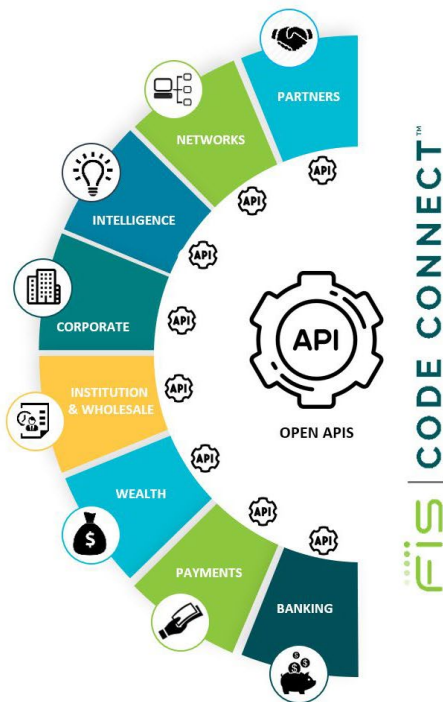 PARTNERS
API
NETWORKS
API
INTELLIGENCE
API
CORPORATE
API
INSTITUTION
& WHOLESALE
API
WEALTH
API
PAYMENTS
API
BANKING
API
API
OPEN APIS
FIS | CODE CONNECT™
$
$
$
$